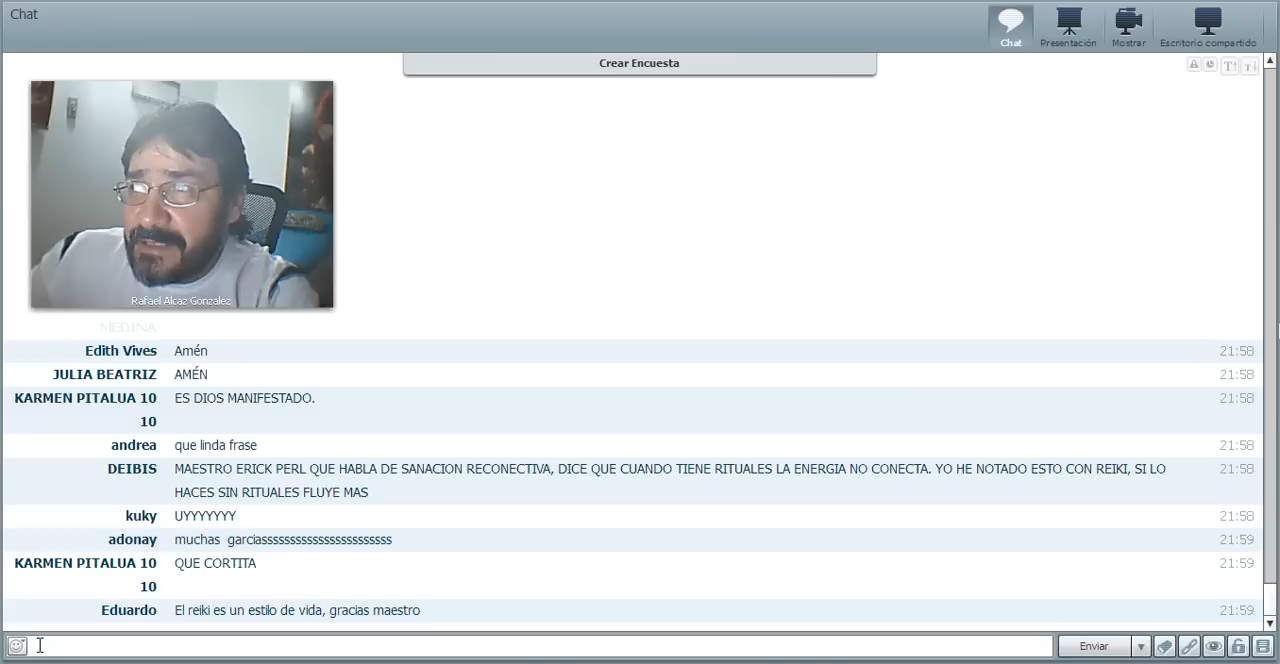 Chat
Chat
Presentación
Mostrar
Escritorio compartido
Crear Encuesta
Rafael Alcaz Gonzalez
MEDINA
Edith Vives Amén 21:58
JULIA BEATRIZ AMÉN 21:58
KARMEN PITALUA 10 ES DIOS MANIFESTADO. 21:58
10
andrea que linda frase 21:58
DEIBIS MAESTRO ERICK PERL QUE HABLA DE SANACION RECONECTIVA, DICE QUE CUANDO TIENE RITUALES LA ENERGIA NO CONECTA. YO HE NOTADO ESTO CON REIKI, SI LO 21:58
HACES SIN RITUALES FLUYE MAS
kuky UYYYYYYY 21:58
adonay muchas garciasssssssssssssssssssssss 21:59
KARMEN PITALUA 10 QUE CORTITA 21:59
10
Eduardo El reiki es un estilo de vida, gracias maestro 21:59
Enviar